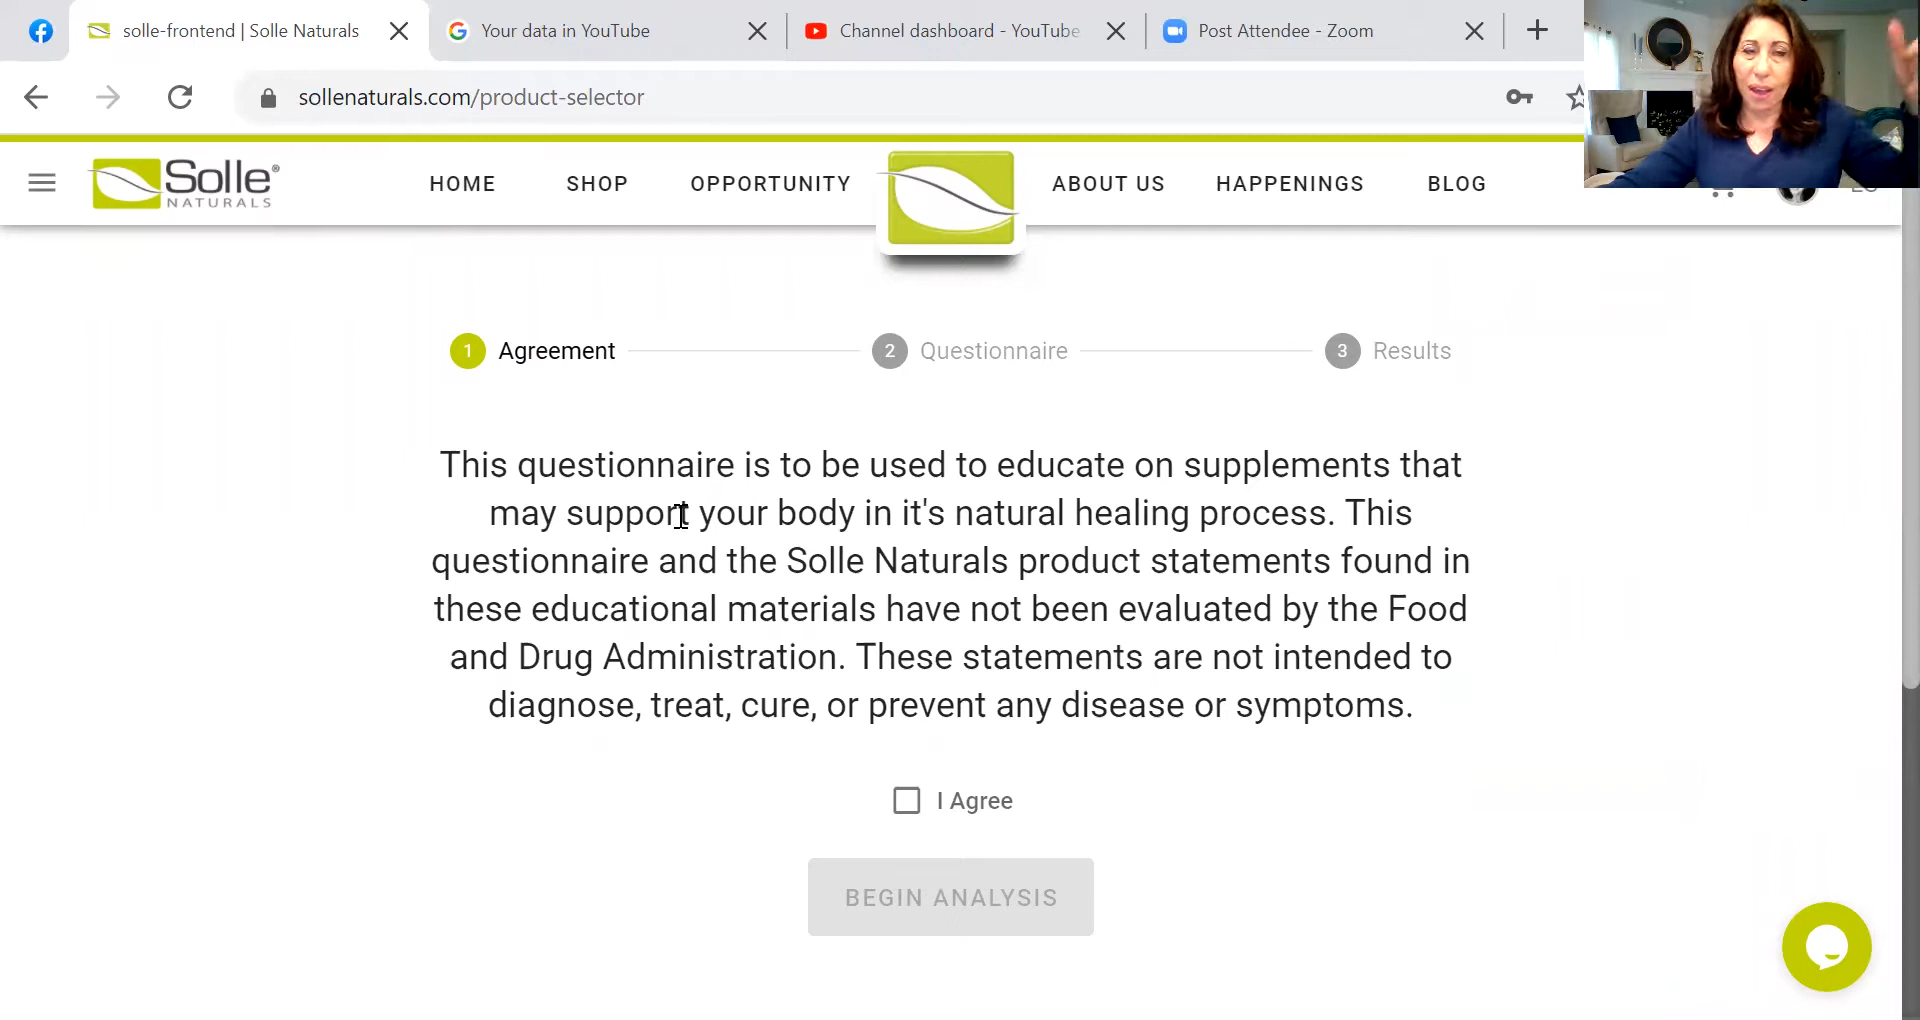 solle-frontend | Solle Naturals
Your data in YouTube
Channel dashboard - YouTube
Post Attendee - Zoom
sollenaturals.com/product-selector
Solle®
NATURALS
HOME
SHOP
OPPORTUNITY
ABOUT US
HAPPENINGS
BLOG
1 Agreement
2 Questionnaire
3 Results
This questionnaire is to be used to educate on supplements that
may support your body in it's natural healing process. This
questionnaire and the Solle Naturals product statements found in
these educational materials have not been evaluated by the Food
and Drug Administration. These statements are not intended to
diagnose, treat, cure, or prevent any disease or symptoms.
I Agree
BEGIN ANALYSIS